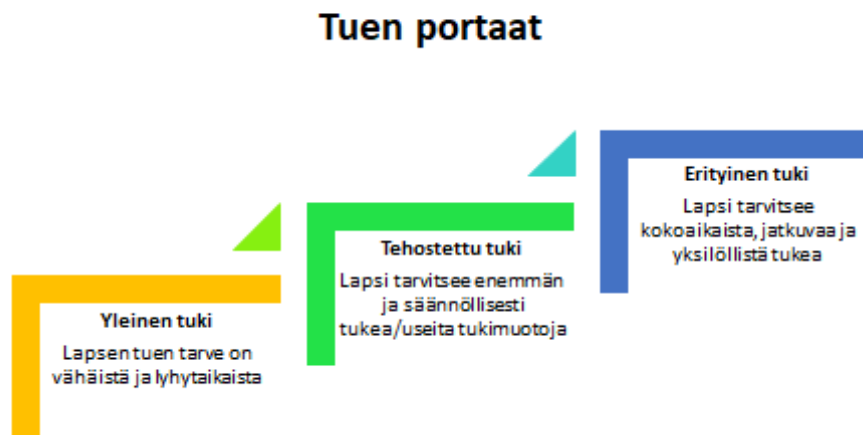 Tuen portaat
Yleinen tuki
Lapsen tuen tarve on
vähäistä ja lyhytaikaista
Tehostettu tuki
Lapsi tarvitsee enemmän
ja säännöllisesti
tukea/useita tukimuotoja
Erityinen tuki
Lapsi tarvitsee
kokoaikaista, jatkuvaa ja
yksilöllistä tukea